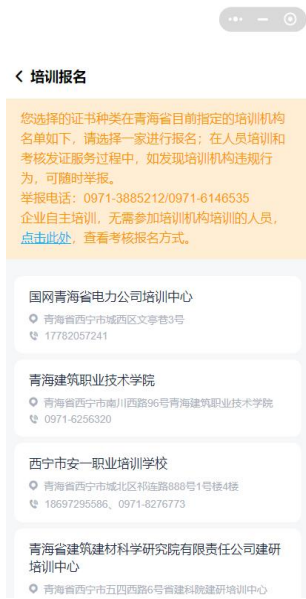 培训报名
您选择的证书种类在青海省目前指定的培训机构
名单如下，请选择一家进行报名；在人员培训和
考核发证服务过程中，如发现培训机构违规行
为，可随时举报。
举报电话：0971-3885212/0971-6146535
企业自主培训，无需参加培训机构培训的人员，
点击此处，查看考核报名方式。
国网青海省电力公司培训中心
青海省西宁市城西区文亭巷3号
17782057241
青海建筑职业技术学院
青海省西宁市南川西路96号青海建筑职业技术学院
0971-6256320
西宁市安一职业培训学校
青海省西宁市城北区祁连路888号1号楼4楼
18697295586、0971-8276773
青海省建筑建材科学研究院有限责任公司建研
培训中心
青海省西宁市五四西路6号省建科院建研培训中心